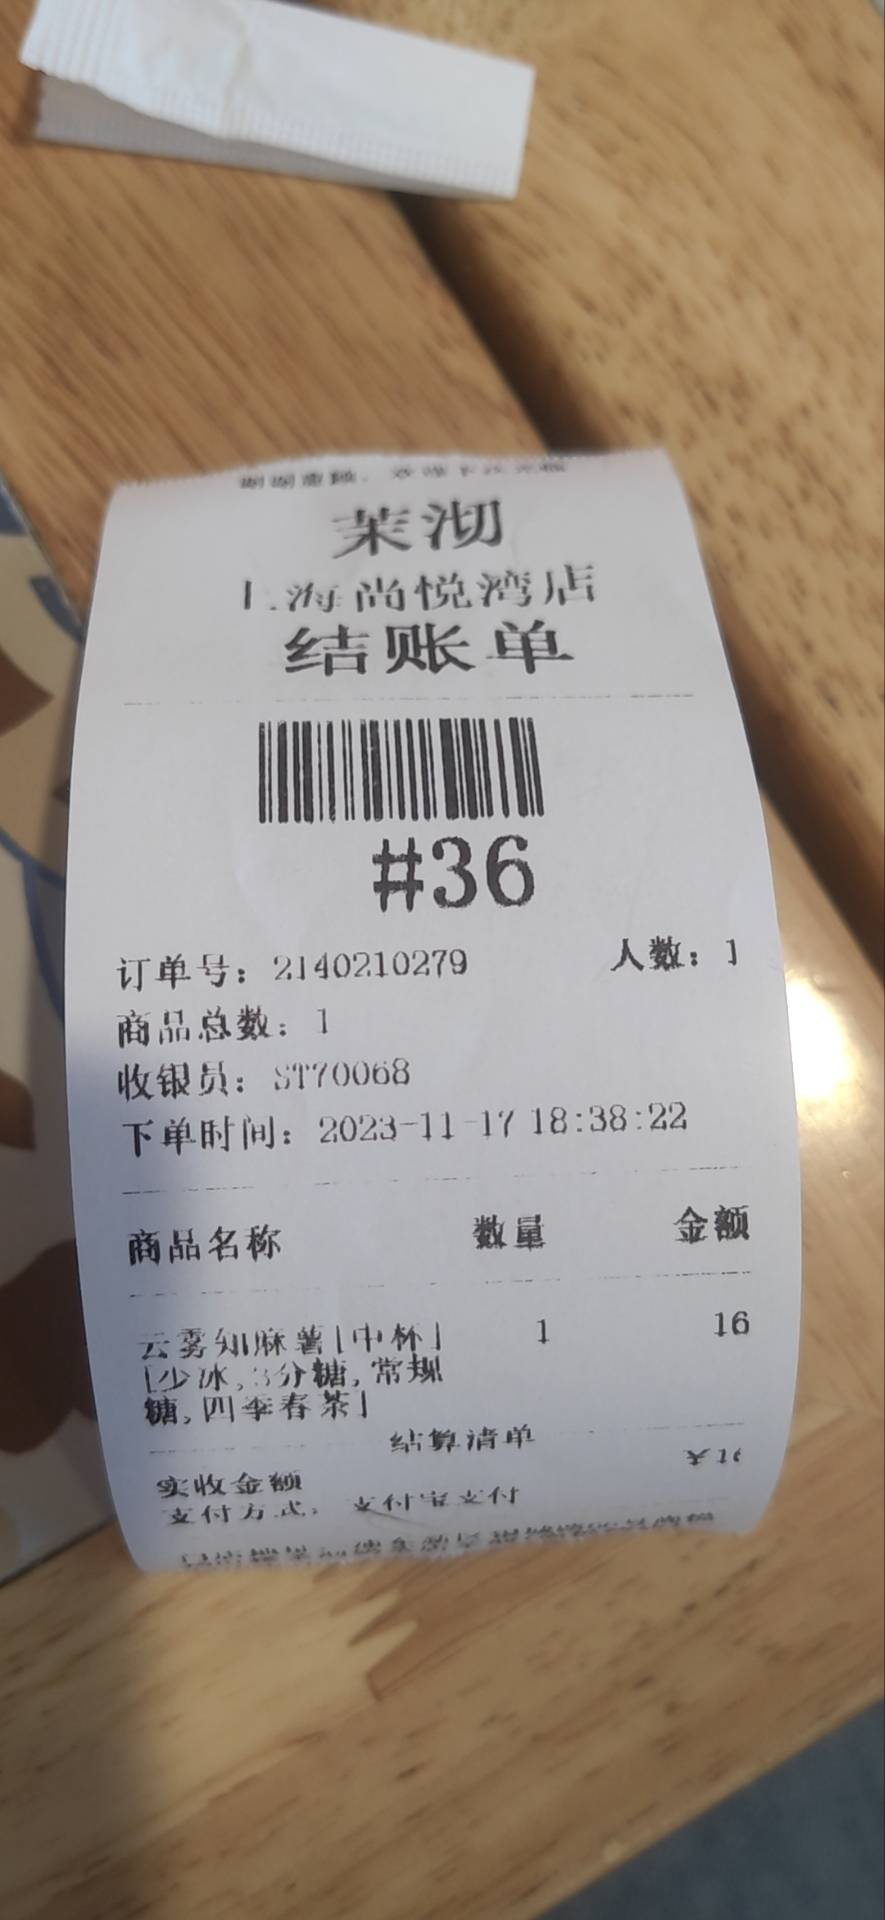 茉沏
上海尚悦湾店
结账单
#36
订单号：2140210279 人数：1
商品总数：1
收银员：ST70068
下单时间：2023-11-17 18:38:22
商品名称 数量 金额
云雾知麻薯[中杯] 1 16
[少冰,3分糖,常规
糖,四季春茶]
结算清单
实收金额 ￥16
支付方式：支付宝支付